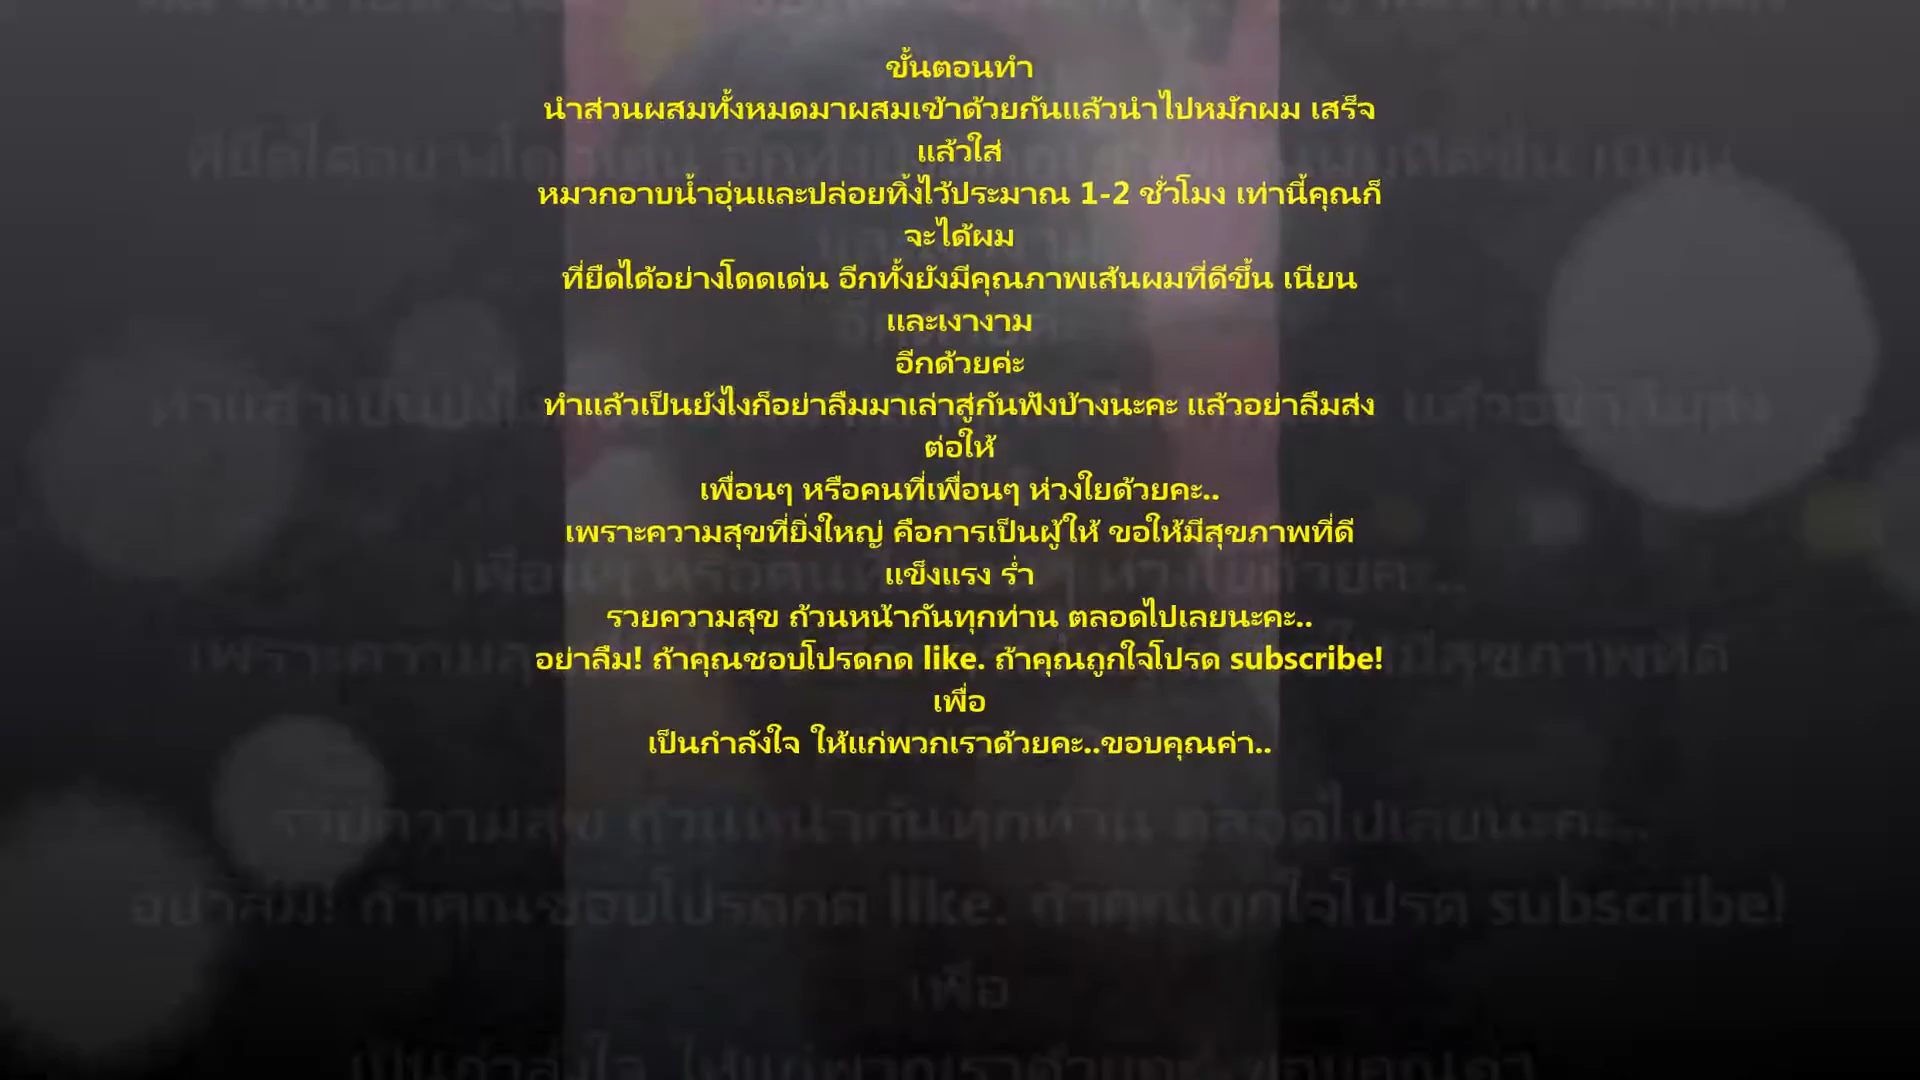 ขั้นตอนทำ
นำส่วนผสมทั้งหมดมาผสมเข้าด้วยกันแล้วนำไปหมักผม เสร็จ
แล้วใส่
หมวกอาบน้ำอุ่นและปล่อยทิ้งไว้ประมาณ 1-2 ชั่วโมง เท่านี้คุณก็
จะได้ผม
ที่ยืดได้อย่างโดดเด่น อีกทั้งยังมีคุณภาพเส้นผมที่ดีขึ้น เนียน
และเงางาม
อีกด้วยค่ะ
ทำแล้วเป็นยังไงก็อย่าลืมมาเล่าสู่กันฟังบ้างนะคะ แล้วอย่าลืมส่ง
ต่อให้
เพื่อนๆ หรือคนที่เพื่อนๆ ห่วงใยด้วยคะ..
เพราะความสุขที่ยิ่งใหญ่ คือการเป็นผู้ให้ ขอให้มีสุขภาพที่ดี
แข็งแรง ร่ำ
รวยความสุข ถ้วนหน้ากันทุกท่าน ตลอดไปเลยนะคะ..
อย่าลืม! ถ้าคุณชอบโปรดกด like. ถ้าคุณถูกใจโปรด subscribe!
เพื่อ
เป็นกำลังใจ ให้แก่พวกเราด้วยคะ..ขอบคุณค่า..